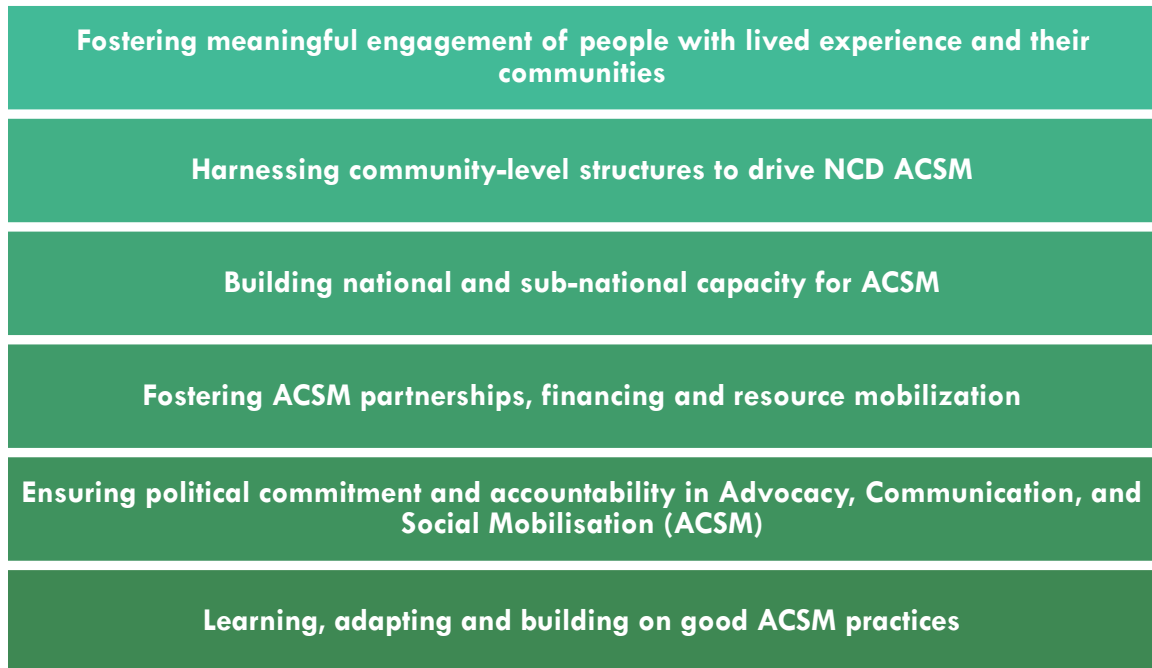 Fostering meaningful engagement of people with lived experience and their
communities
Harnessing community-level structures to drive NCD ACSM
Building national and sub-national capacity for ACSM
Fostering ACSM partnerships, financing and resource mobilization
Ensuring political commitment and accountability in Advocacy, Communication, and
Social Mobilisation (ACSM)
Learning, adapting and building on good ACSM practices